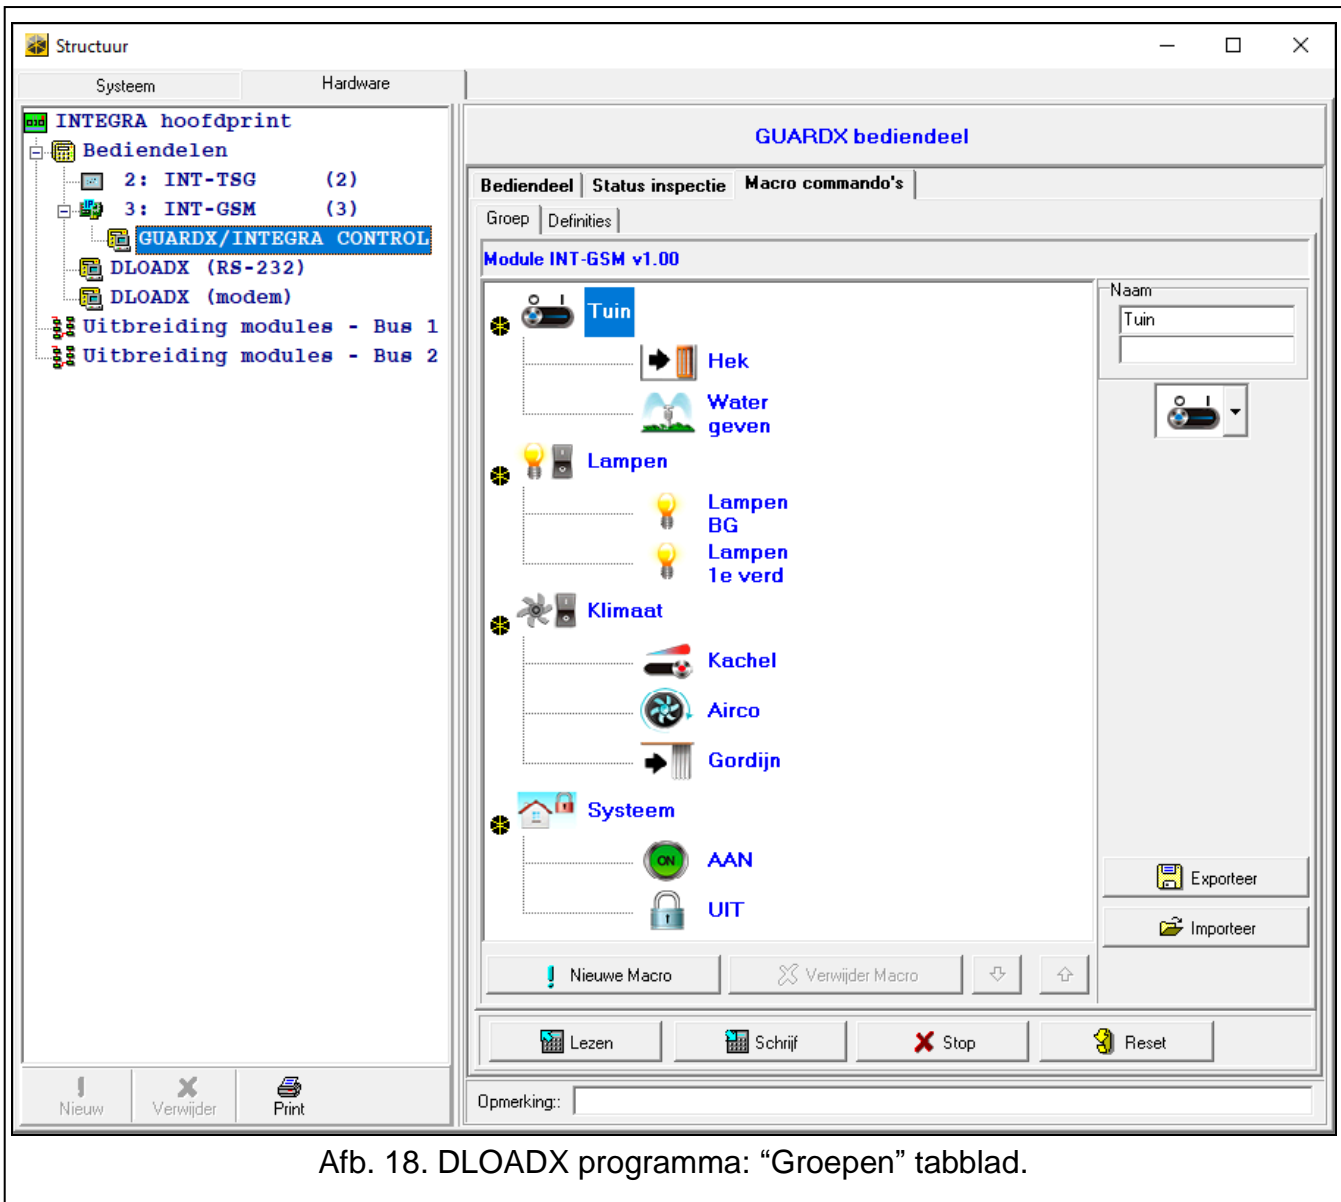 Structuur
Systeem Hardware
INTEGRA hoofdprint
Bediendelen
2: INT-TSG (2)
3: INT-GSM (3)
GUARDX/INTEGRA CONTROL
DLOADX (RS-232)
DLOADX (modem)
Uitbreiding modules - Bus 1
Uitbreiding modules - Bus 2
Nieuw Verwijder Print
GUARDX bediendeel
Bediendeel Status inspectie Macro commando's
Groep Definities
Module INT-GSM v1.00
Tuin
Hek
Water
geven
Lampen
Lampen
BG
Lampen
1e verd
Klimaat
Kachel
Airco
Gordijn
Systeem
ON AAN
UIT
Naam
Tuin
Exporteer
Importeer
Nieuwe Macro Verwijder Macro
Lezen Schrijf Stop Reset
Opmerking::
Afb. 18. DLOADX programma: “Groepen” tabblad.